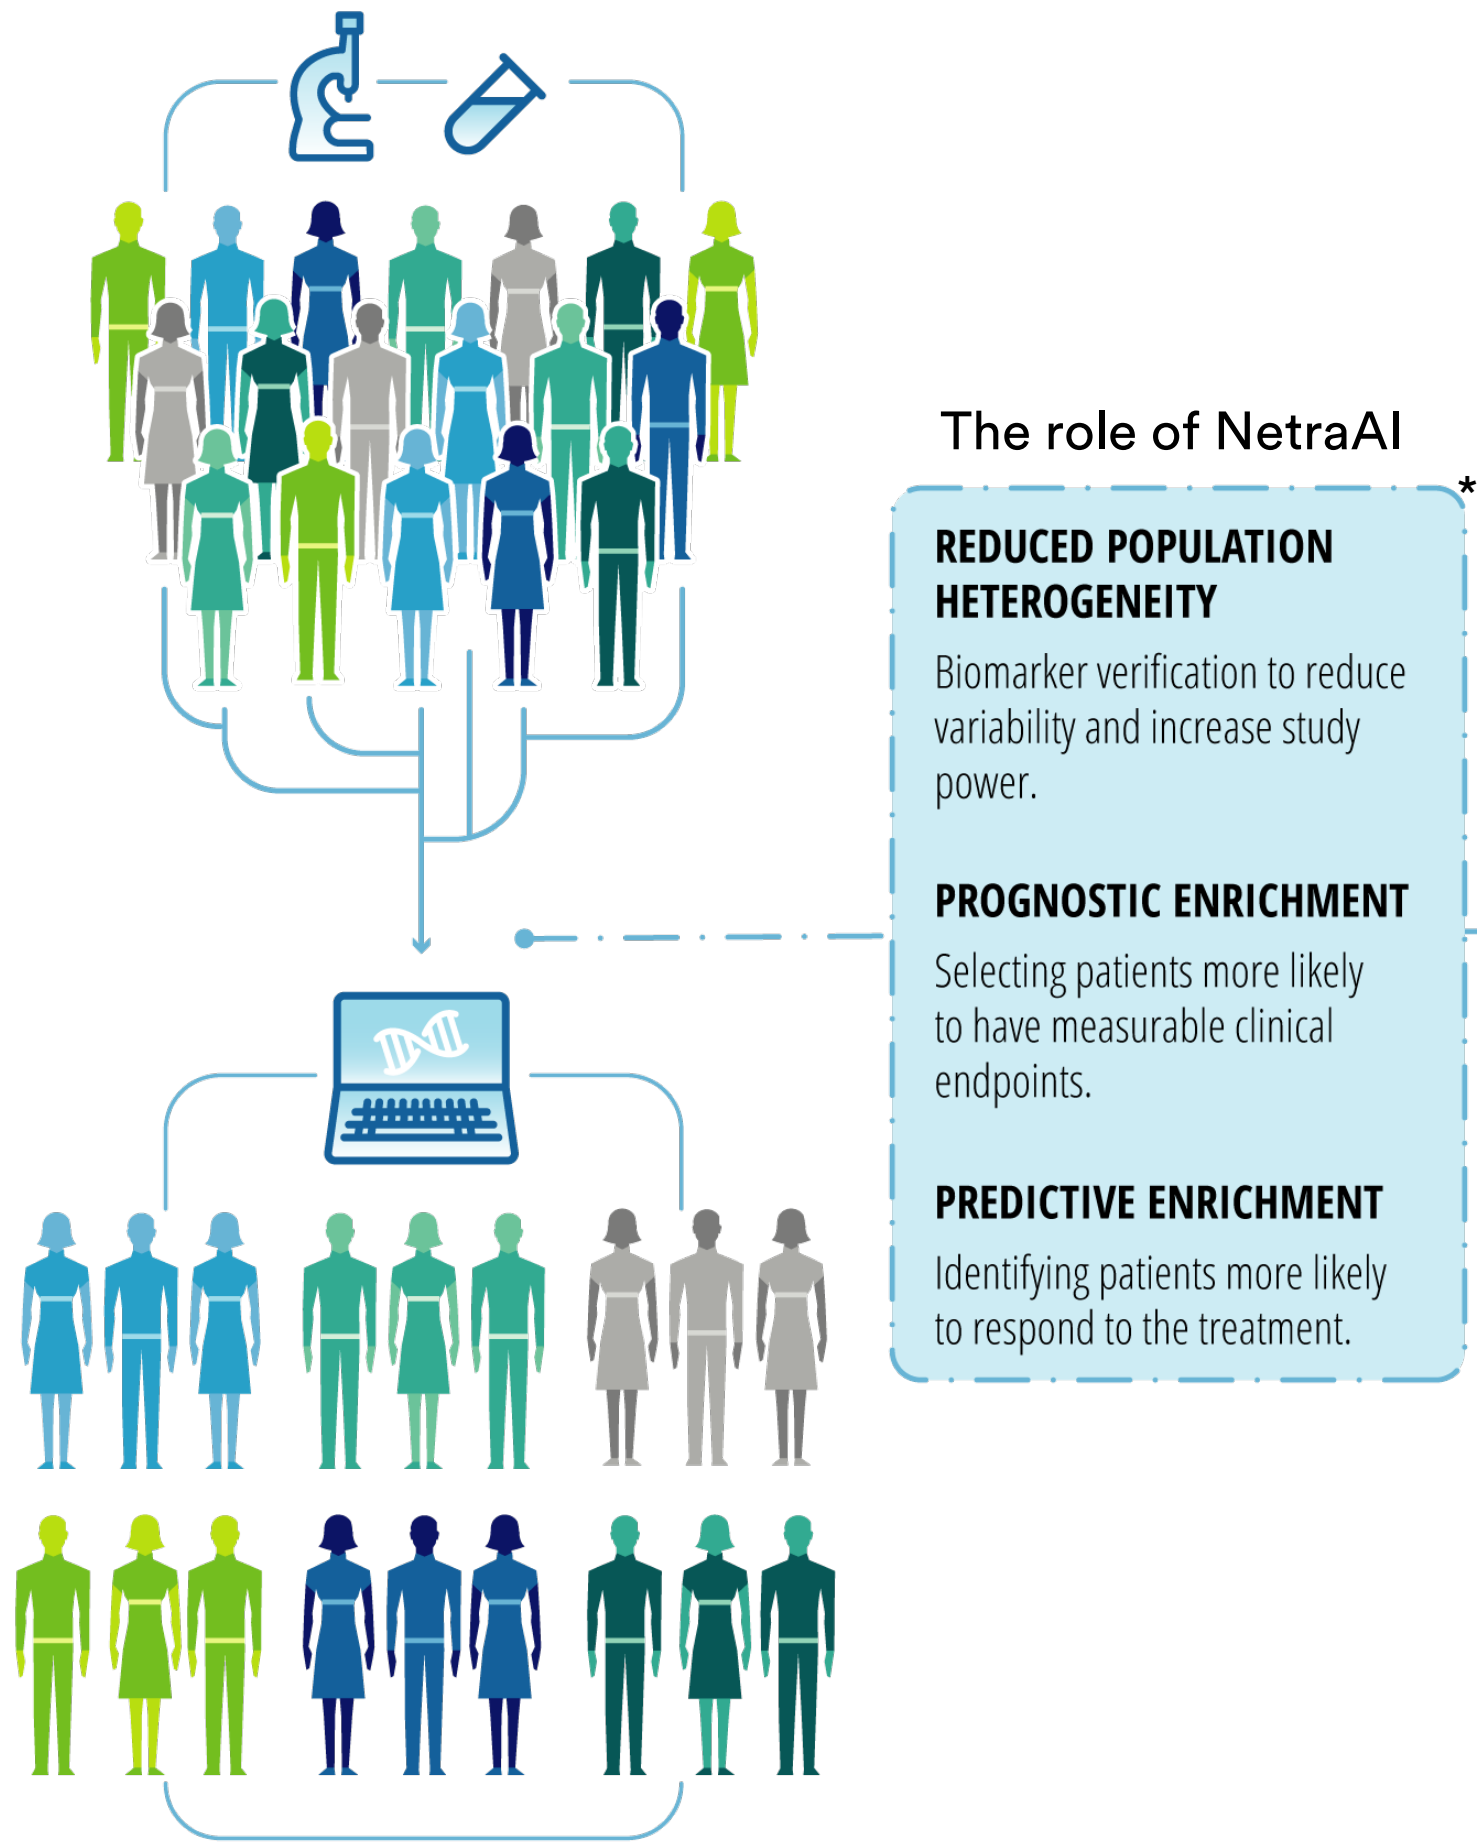 The role of NetraAI
*
REDUCED POPULATION
HETEROGENEITY
Biomarker verification to reduce
variability and increase study
power.
PROGNOSTIC ENRICHMENT
Selecting patients more likely
to have measurable clinical
endpoints.
PREDICTIVE ENRICHMENT
Identifying patients more likely
to respond to the treatment.